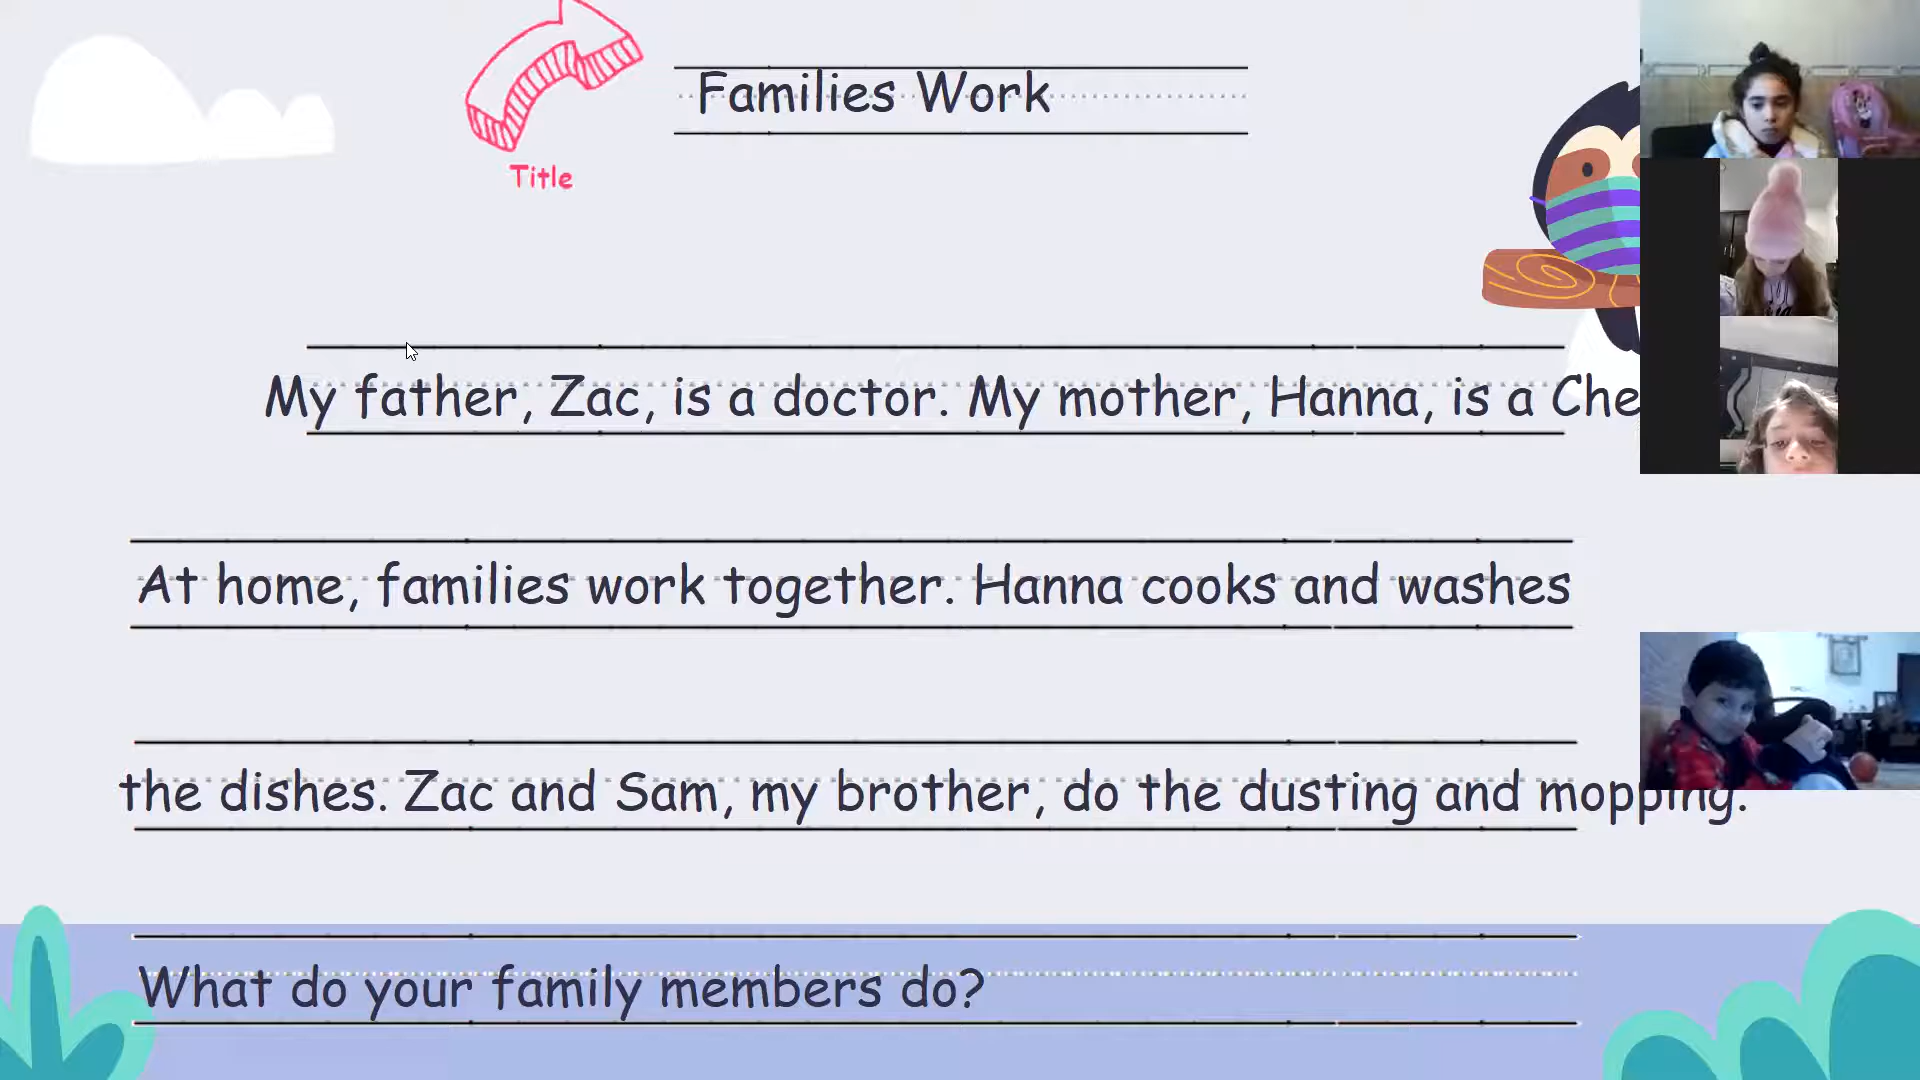 Families Work
Title
My father, Zac, is a doctor. My mother, Hanna, is a
At home, families work together. Hanna cooks and washes
the dishes. Zac and Sam, my brother, do the dusting and mopping.
What do your family members do?